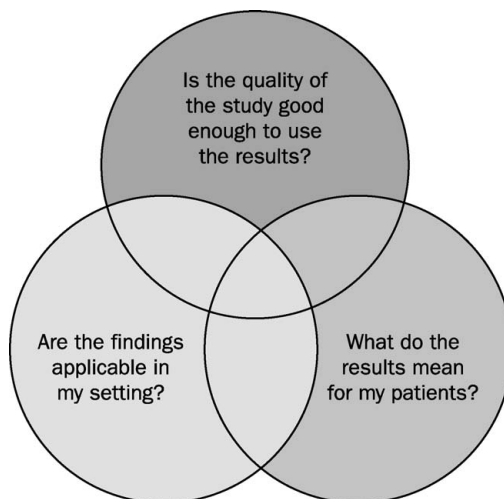 Is the quality of
the study good
enough to use
the results?
Are the findings
applicable in
my setting?
What do the
results mean
for my patients?